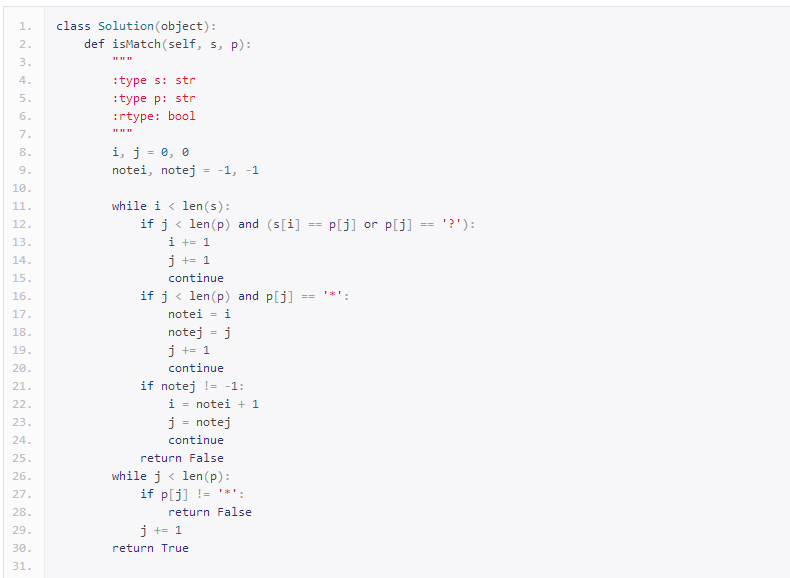 1. class Solution(object):
2.     def isMatch(self, s, p):
3.         """
4.         :type s: str
5.         :type p: str
6.         :rtype: bool
7.         """
8.         i, j = 0, 0
9.         notei, notej = -1, -1
10.
11.         while i < len(s):
12.             if j < len(p) and (s[i] == p[j] or p[j] == '?'):
13.                 i += 1
14.                 j += 1
15.                 continue
16.             if j < len(p) and p[j] == '*':
17.                 notei = i
18.                 notej = j
19.                 j += 1
20.                 continue
21.             if notej != -1:
22.                 i = notei + 1
23.                 j = notej
24.                 continue
25.             return False
26.         while j < len(p):
27.             if p[j] != '*':
28.                 return False
29.             j += 1
30.         return True
31.